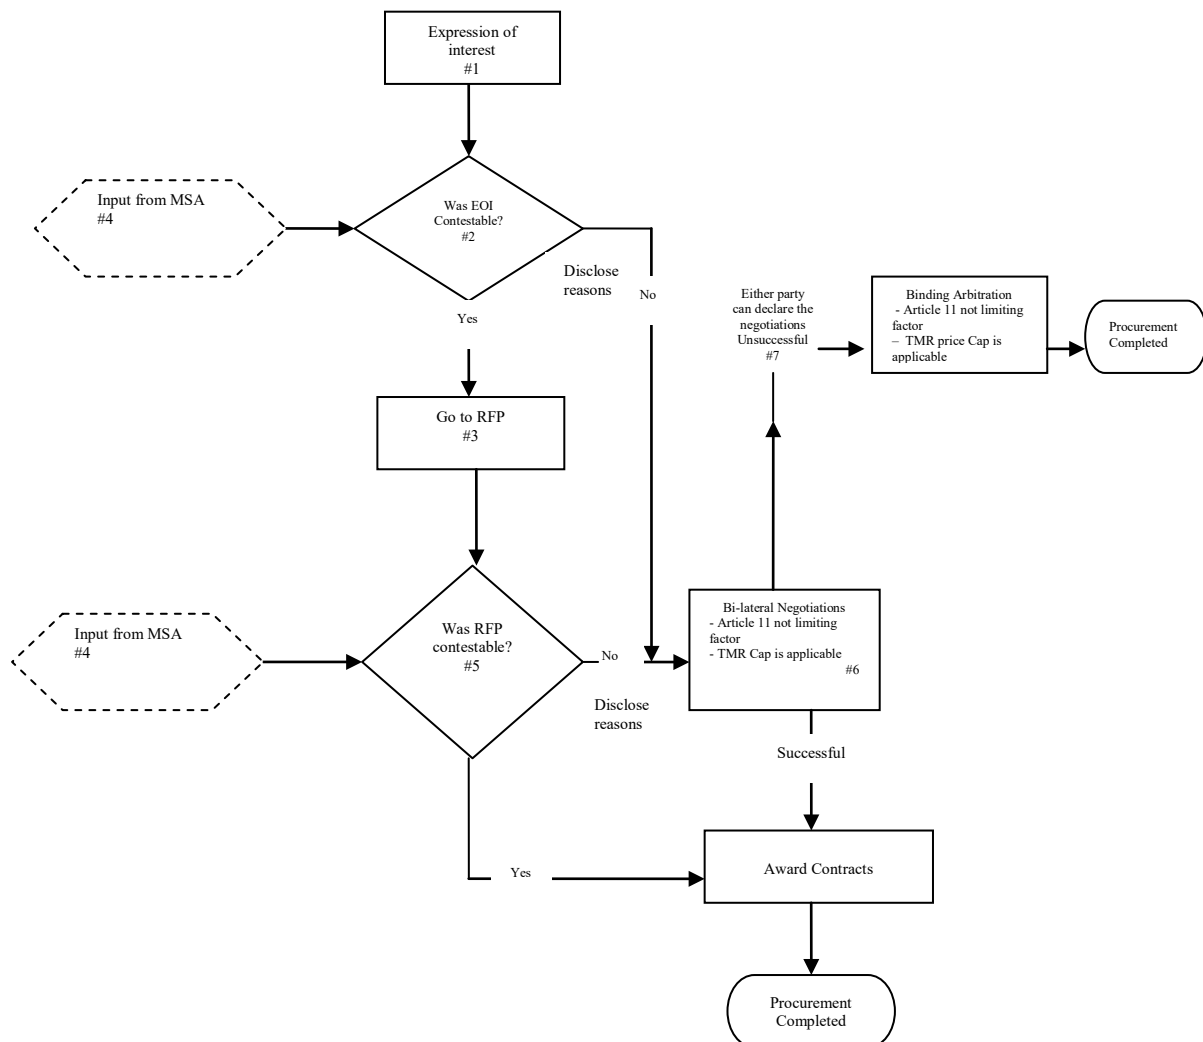 Expression of
interest
#1
Input from MSA
#4
Was EOI
Contestable?
#2
Disclose
reasons
No
Yes
Either party
can declare the
negotiations
Unsuccessful
#7
Binding Arbitration
- Article 11 not limiting
factor
– TMR price Cap is
applicable
Procurement
Completed
Go to RFP
#3
Input from MSA
#4
Was RFP
contestable?
#5
No
Disclose
reasons
Bi-lateral Negotiations
- Article 11 not limiting
factor
- TMR Cap is applicable
#6
Successful
Yes
Award Contracts
Procurement
Completed